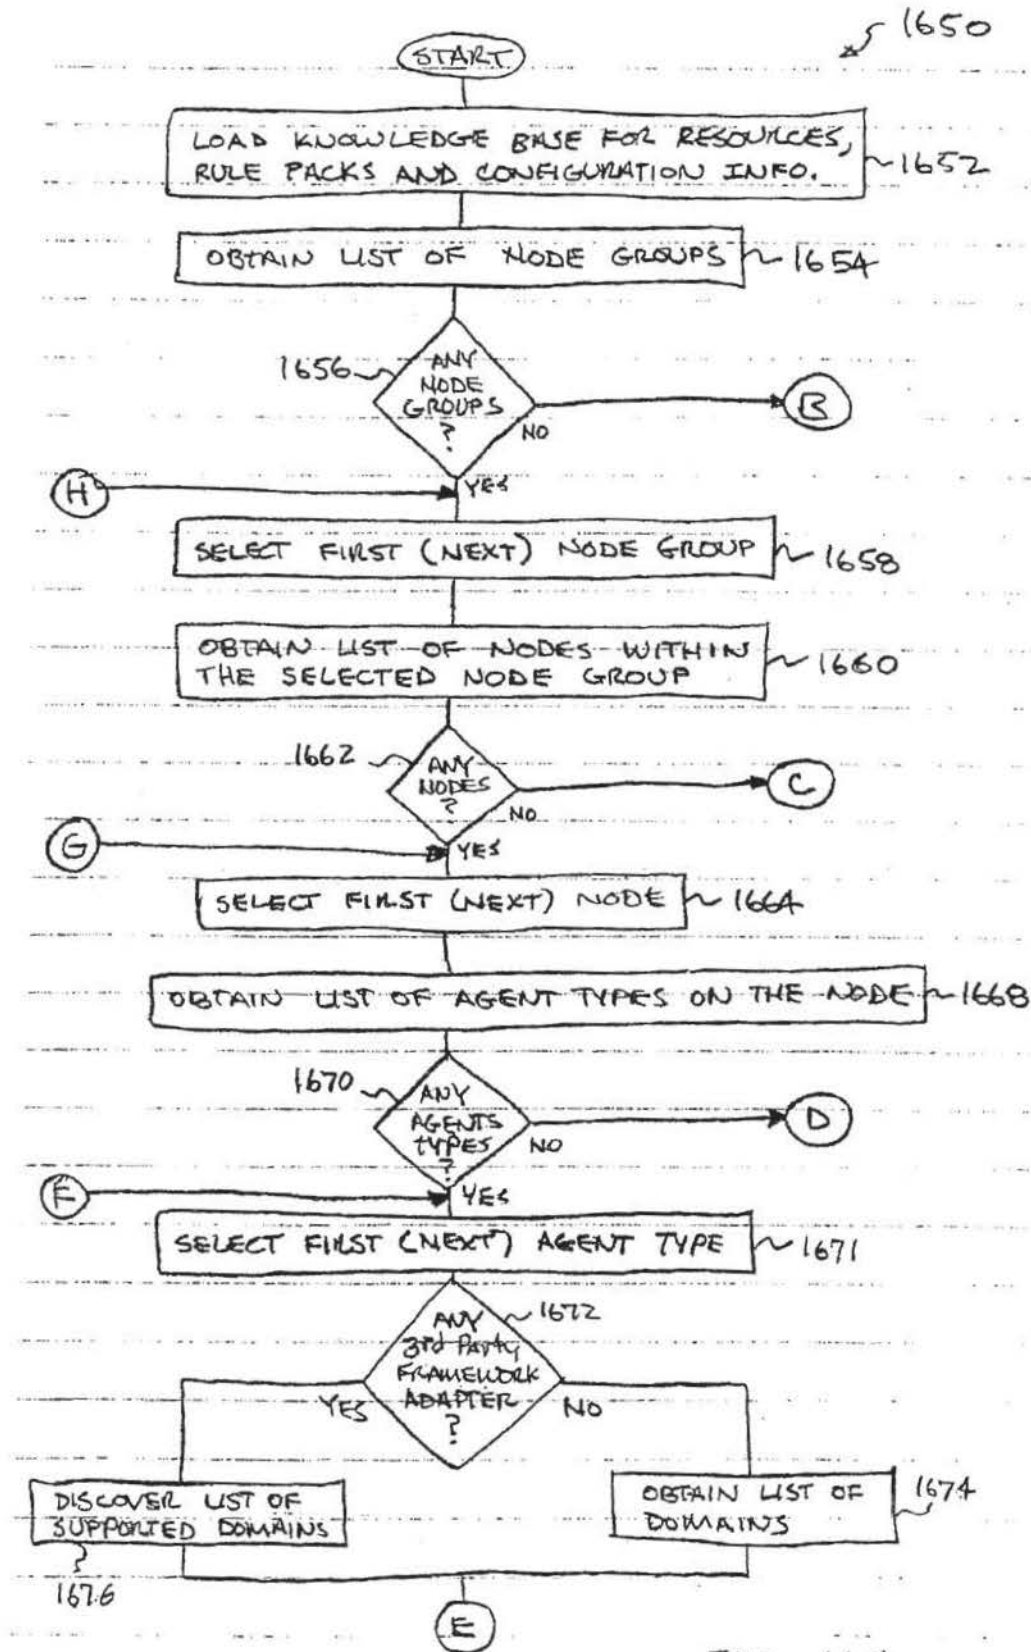 1650
START
LOAD KNOWLEDGE BASE FOR RESOURCES,
RULE PACKS AND CONFIGURATION INFO.
1652
OBTAIN LIST OF NODE GROUPS
1654
1656
ANY
NODE
GROUPS
?
NO
B
H
YES
SELECT FIRST (NEXT) NODE GROUP
1658
OBTAIN LIST OF NODES WITHIN
THE SELECTED NODE GROUP
1660
1662
ANY
NODES
?
NO
C
G
YES
SELECT FIRST (NEXT) NODE
1664
OBTAIN LIST OF AGENT TYPES ON THE NODE
1668
1670
ANY
AGENTS
TYPES
?
NO
D
F
YES
SELECT FIRST (NEXT) AGENT TYPE
1671
1672
ANY
3rd Party
FRAMEWORK
ADAPTER
?
YES
NO
DISCOVER LIST OF
SUPPORTED DOMAINS
1676
OBTAIN LIST OF
DOMAINS
1674
E